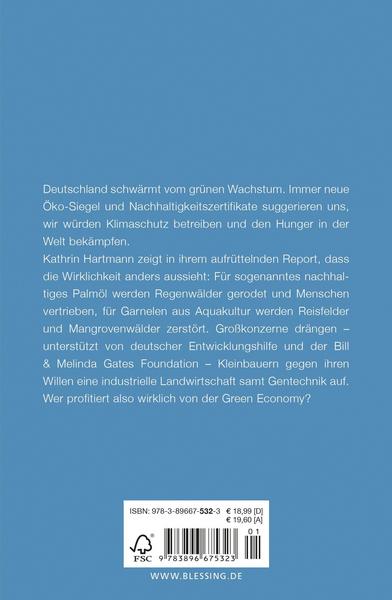 Deutschland schwärmt vom grünen Wachstum. Immer neue
Öko-Siegel und Nachhaltigkeitszertifikate suggerieren uns,
wir würden Klimaschutz betreiben und den Hunger in der
Welt bekämpfen.
Kathrin Hartmann zeigt in ihrem aufrüttelnden Report, dass
die Wirklichkeit anders aussieht: Für sogenanntes nachhal-
tiges Palmöl werden Regenwälder gerodet und Menschen
vertrieben, für Garnelen aus Aquakultur werden Reisfelder
und Mangrovenwälder zerstört. Großkonzerne drängen –
unterstützt von deutscher Entwicklungshilfe und der Bill
& Melinda Gates Foundation – Kleinbauern gegen ihren
Willen eine industrielle Landwirtschaft samt Gentechnik auf.
Wer profitiert also wirklich von der Green Economy?
ISBN: 978-3-89667-532-3 € 18,99 [D]
€ 19,60 [A]
01
FSC
9 783896 675323
WWW.BLESSING.DE